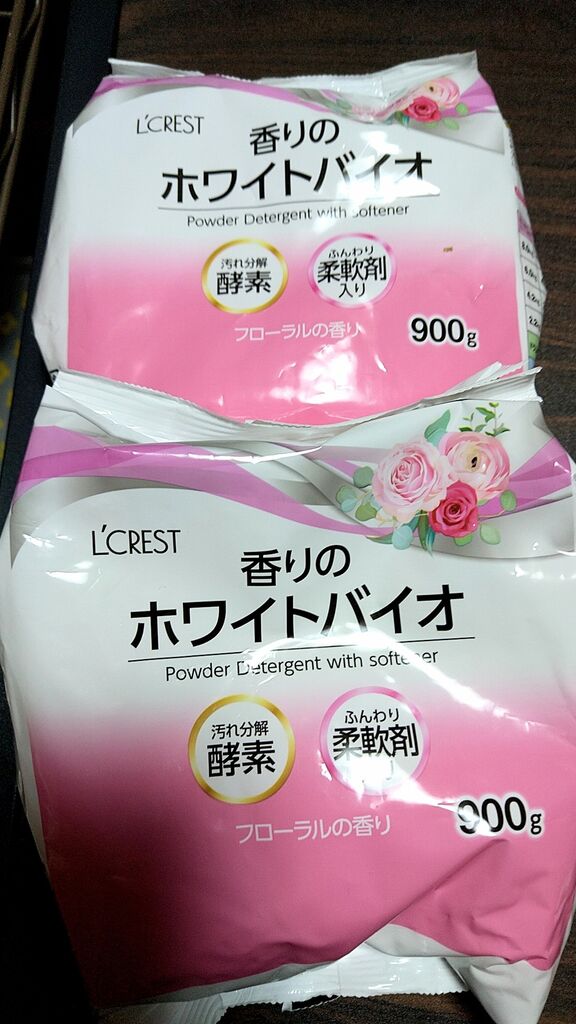 L'CREST
香りの
ホワイトバイオ
Powder Detergent with softener
汚れ分解
酵素
ふんわり
柔軟剤
入り
フローラルの香り
900g
L'CREST
香りの
ホワイトバイオ
Powder Detergent with softener
汚れ分解
酵素
ふんわり
柔軟剤
フローラルの香り
900g